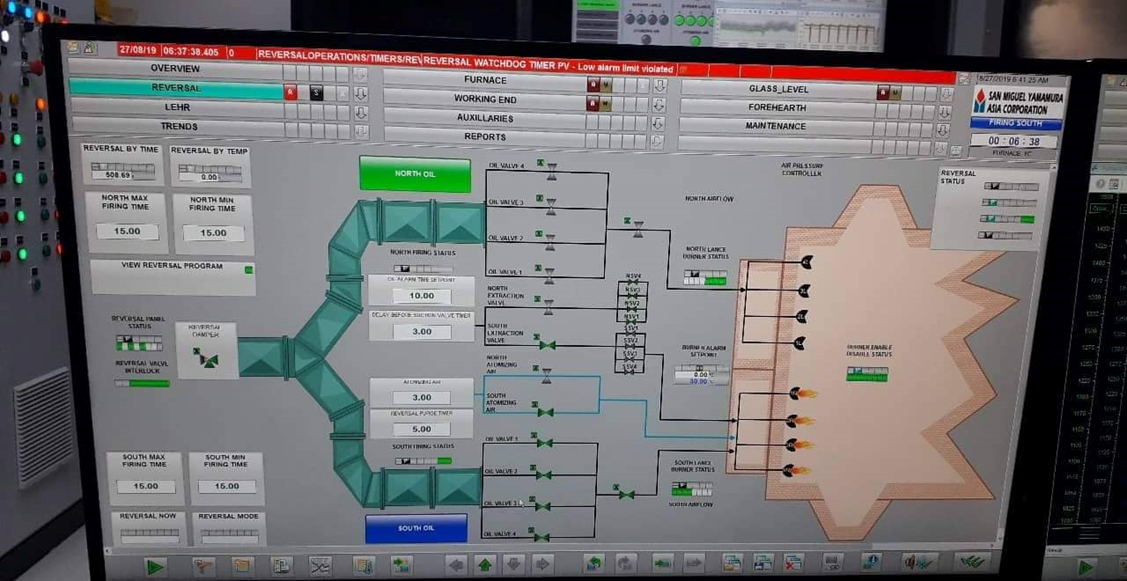 27/08/19 06:37:38.405 0 REVERSALOPERATIONS/TIMERS/REV REVERSAL WATCHDOG TIMER PV - Low alarm limit violated
OVERVIEW
REVERSAL
LEHR
TRENDS
FURNACE
WORKING END
AUXILLARIES
REPORTS
GLASS_LEVEL
FOREHEARTH
MAINTENANCE
8/27/2019 6:41:25 AM
SAN MIGUEL YAMAMURA
ASIA CORPORATION
FIRING SOUTH
00 : 06 : 38
REVERSAL BY TIME
508.69
REVERSAL BY TEMP
0.00
NORTH MAX
FIRING TIME
15.00
NORTH MIN
FIRING TIME
15.00
VIEW REVERSAL PROGRAM
REVERSAL PANEL
STATUS
REVERSAL VALVE
INTERLOCK
REVERSAL
DAMPER
SOUTH MAX
FIRING TIME
15.00
SOUTH MIN
FIRING TIME
15.00
REVERSAL NOW
REVERSAL MODE
NORTH OIL
NORTH FIRING STATUS
OIL ALARM TIME SETPOINT
10.00
DELAY BEFORE SUCTION VALVE TIMER
3.00
ATOMIZING AIR
3.00
REVERSAL PURGE TIMER
5.00
SOUTH FIRING STATUS
SOUTH OIL
OIL VALVE 4
OIL VALVE 3
OIL VALVE 2
OIL VALVE 1
NORTH
EXTRACTION
VALVE
SOUTH
EXTRACTION
VALVE
NORTH
ATOMIZING
AIR
SOUTH
ATOMIZING
AIR
OIL VALVE 1
OIL VALVE 2
OIL VALVE 3
OIL VALVE 4
NSV4
NSV3
NSV2
NSV1
SSV1
SSV2
SSV3
SSV4
NORTH AIRFLOW
NORTH LANCE
BURNER STATUS
BURNER ALARM
SETPOINT
0.00
30.00
SOUTH LANCE
BURNER STATUS
SOUTH AIRFLOW
AIR PRESSURE
CONTROLLER
BURNER ENABLE
DISABLE STATUS
REVERSAL
STATUS